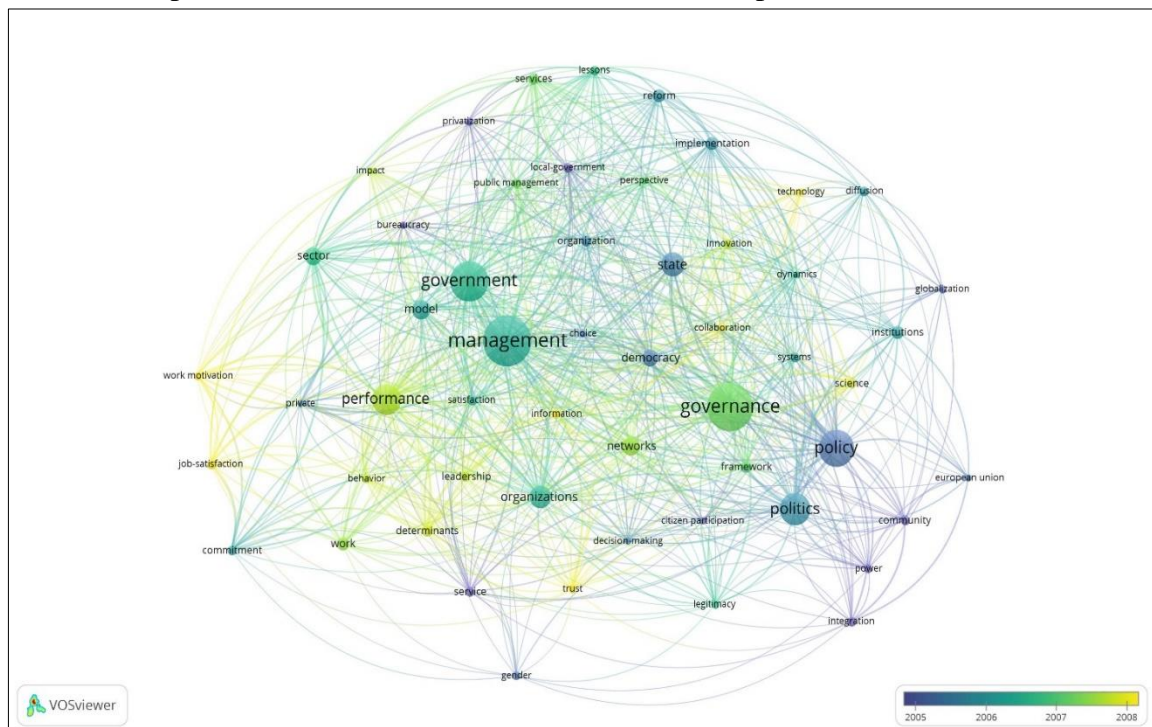 lessons
services
reform
privatization
implementation
local-government
impact
public management
perspective
technology
diffusion
bureaucracy
organization
innovation
sector
state
dynamics
government
globalization
model
collaboration
institutions
choice
management
democracy
systems
work motivation
science
performance
private
satisfaction
governance
information
networks
policy
job-satisfaction
framework
behavior
leadership
european union
organizations
politics
citizen participation
community
determinants
decision-making
work
commitment
power
service
trust
legitimacy
integration
gender
VOSviewer
2005 2006 2007 2008